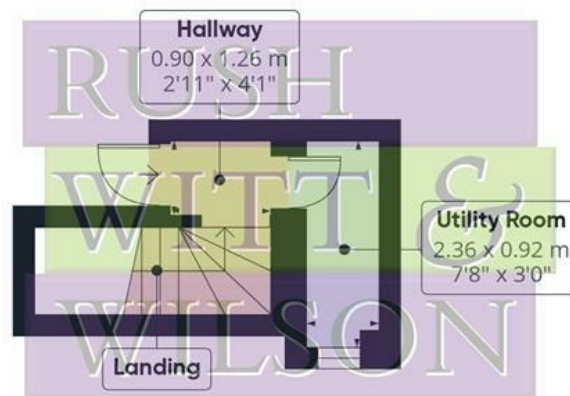 Hallway
0.90 x 1.26 m
2'11" x 4'1"
RUSH
WITT &
WILSON
Utility Room
2.36 x 0.92 m
7'8" x 3'0"
Landing